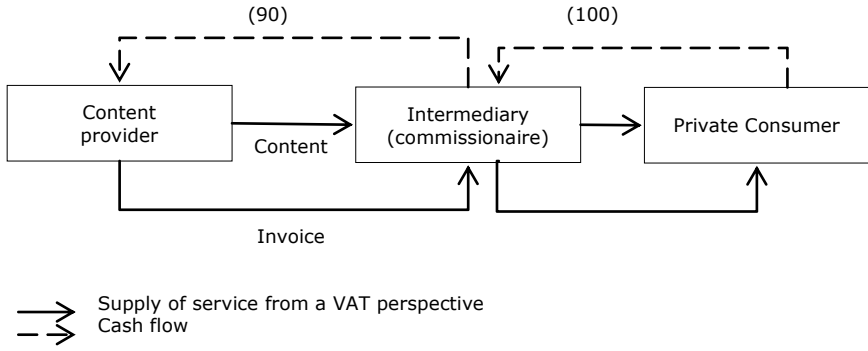 (90)
(100)
Content
provider
Content
Intermediary
(commissionaire)
Private Consumer
Invoice
Supply of service from a VAT perspective
Cash flow